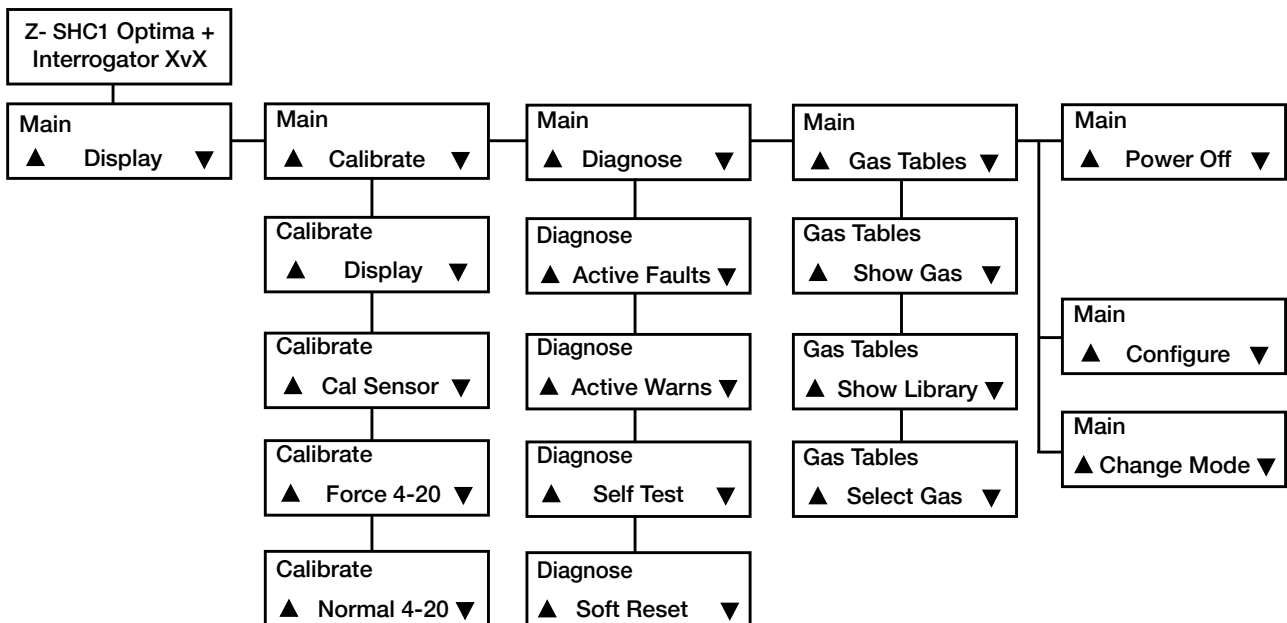 Z- SHC1 Optima +
Interrogator XvX
Main
▲ Display ▼
Main
▲ Calibrate ▼
Main
▲ Diagnose ▼
Main
▲ Gas Tables ▼
Main
▲ Power Off ▼
Calibrate
▲ Display ▼
Calibrate
▲ Cal Sensor ▼
Calibrate
▲ Force 4-20 ▼
Calibrate
▲ Normal 4-20 ▼
Diagnose
▲ Active Faults ▼
Diagnose
▲ Active Warns ▼
Diagnose
▲ Self Test ▼
Diagnose
▲ Soft Reset ▼
Gas Tables
▲ Show Gas ▼
Gas Tables
▲ Show Library ▼
Gas Tables
▲ Select Gas ▼
Main
▲ Configure ▼
Main
▲ Change Mode ▼